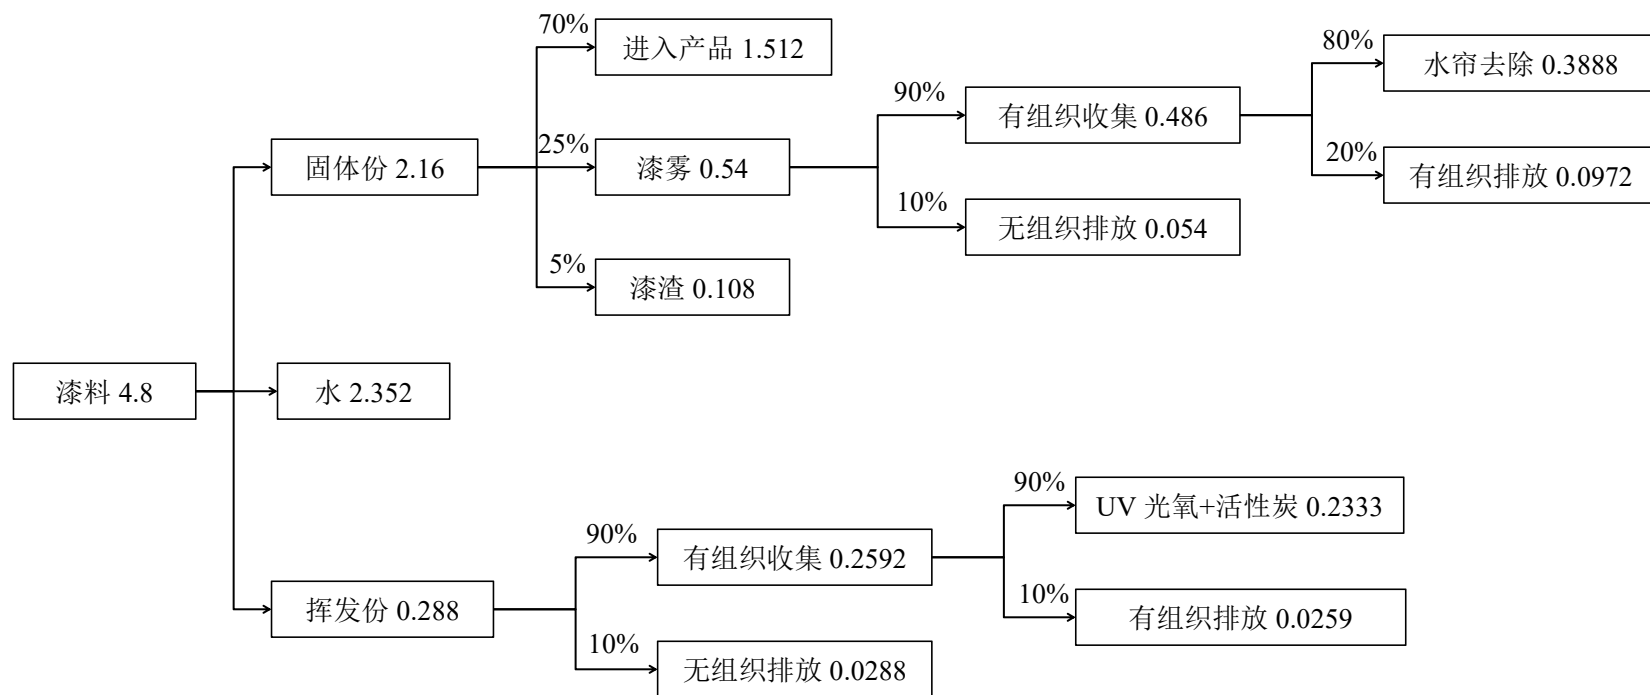 70%
进入产品 1.512
80%
水帘去除 0.3888
90%
有组织收集 0.486
固体份 2.16
25%
漆雾 0.54
20%
有组织排放 0.0972
10%
无组织排放 0.054
5%
漆渣 0.108
漆料 4.8
水 2.352
90%
UV 光氧+活性炭 0.2333
90%
有组织收集 0.2592
挥发份 0.288
10%
有组织排放 0.0259
10%
无组织排放 0.0288